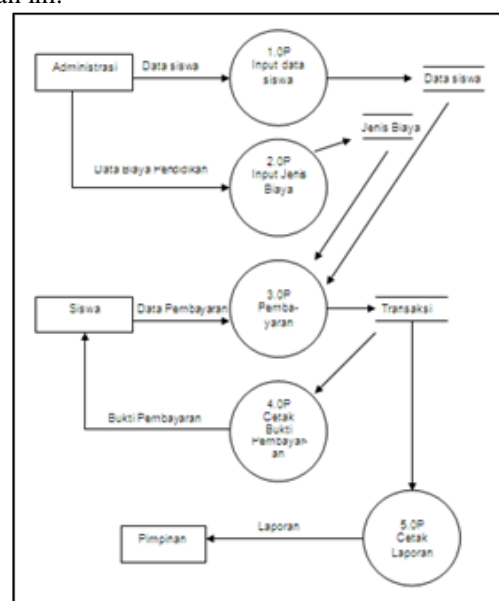 an ini.
1.0P
Input data
siswa
Administrasi
Data siswa
Data siswa
Jenis Biaya
2.0P
Input Jenis
Biaya
Data Biaya Pendidikan
3.0P
Pemba-
yaran
Siswa
Data Pembayaran
Transaksi
4.0P
Cetak
Bukti
Pembayar-
an
Bukti Pembayaran
5.0P
Cetak
Laporan
Laporan
Pimpinan